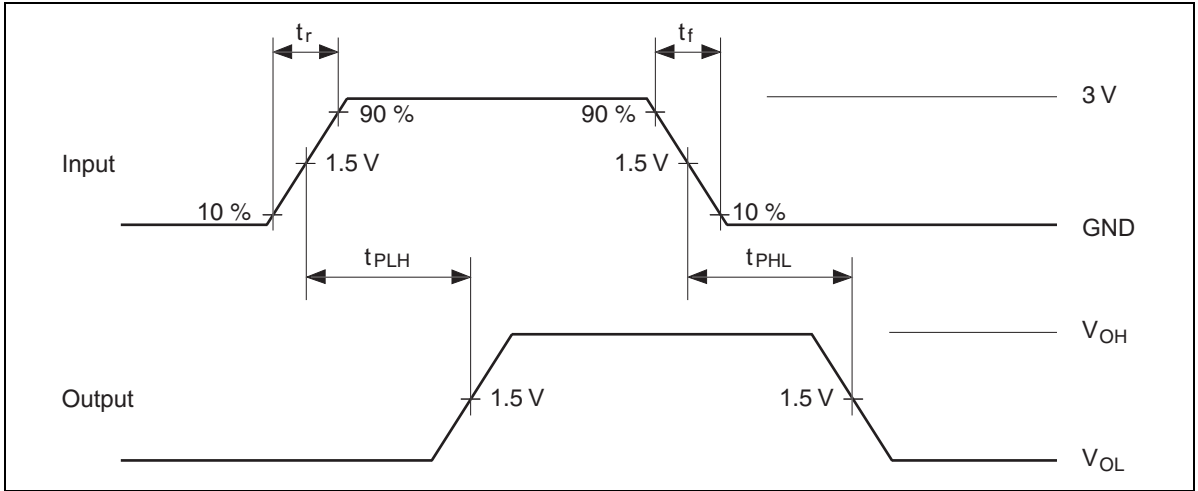 tr
tf
3 V
90 %
90 %
Input
1.5 V
1.5 V
10 %
10 %
GND
tPLH
tPHL
VOH
Output
1.5 V
1.5 V
VOL